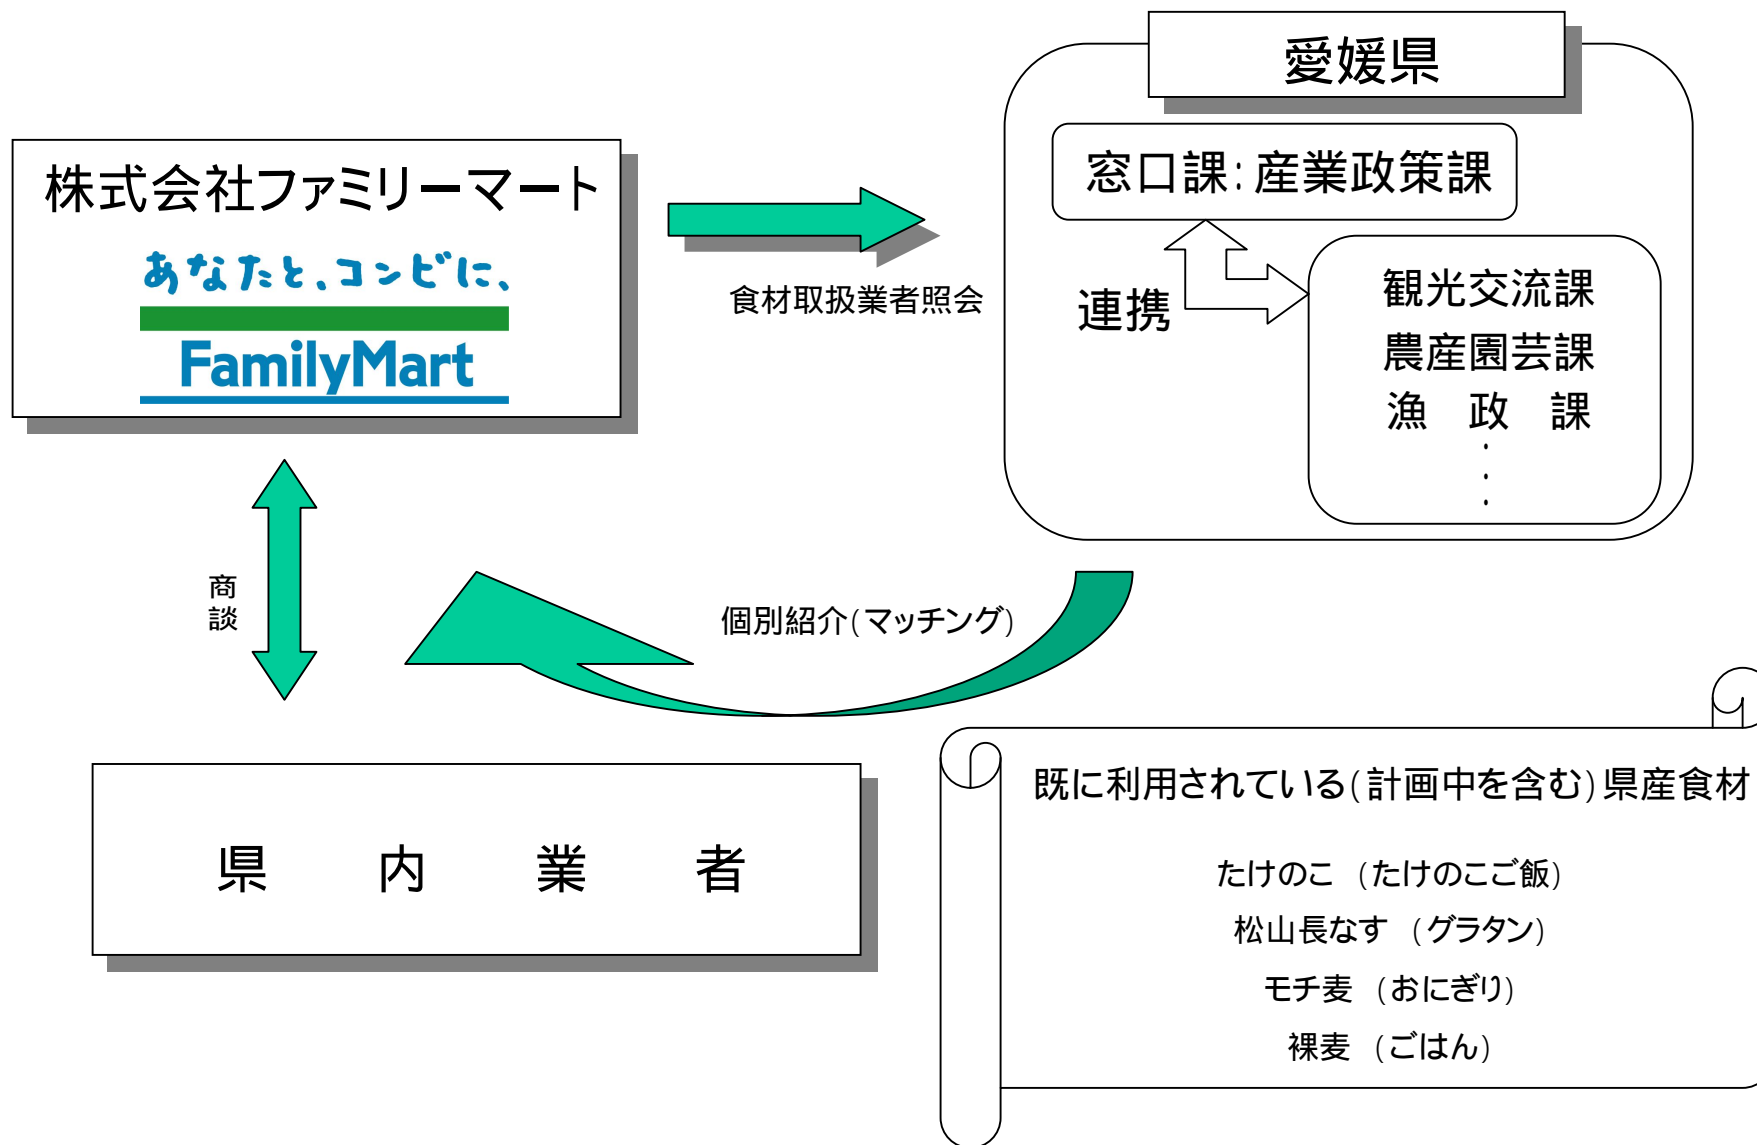 愛媛県
窓口課：産業政策課
株式会社ファミリーマート
あなたと、コンビに、
FamilyMart
食材取扱業者照会
連携
観光交流課
農産園芸課
漁　政　課
・
・
・
商談
個別紹介（マッチング）
県　内　業　者
既に利用されている（計画中を含む）県産食材
たけのこ （たけのこご飯）
松山長なす （グラタン）
モチ麦 （おにぎり）
裸麦 （ごはん）